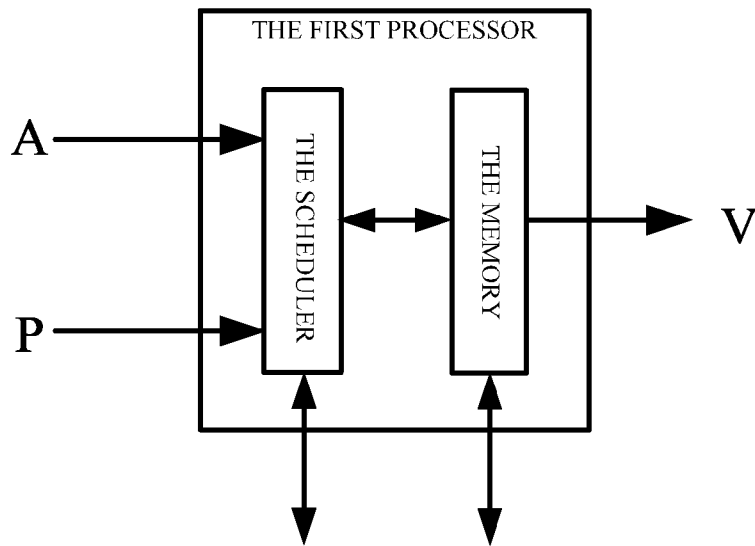 THE FIRST PROCESSOR
A
THE SCHEDULER
THE MEMORY
V
P